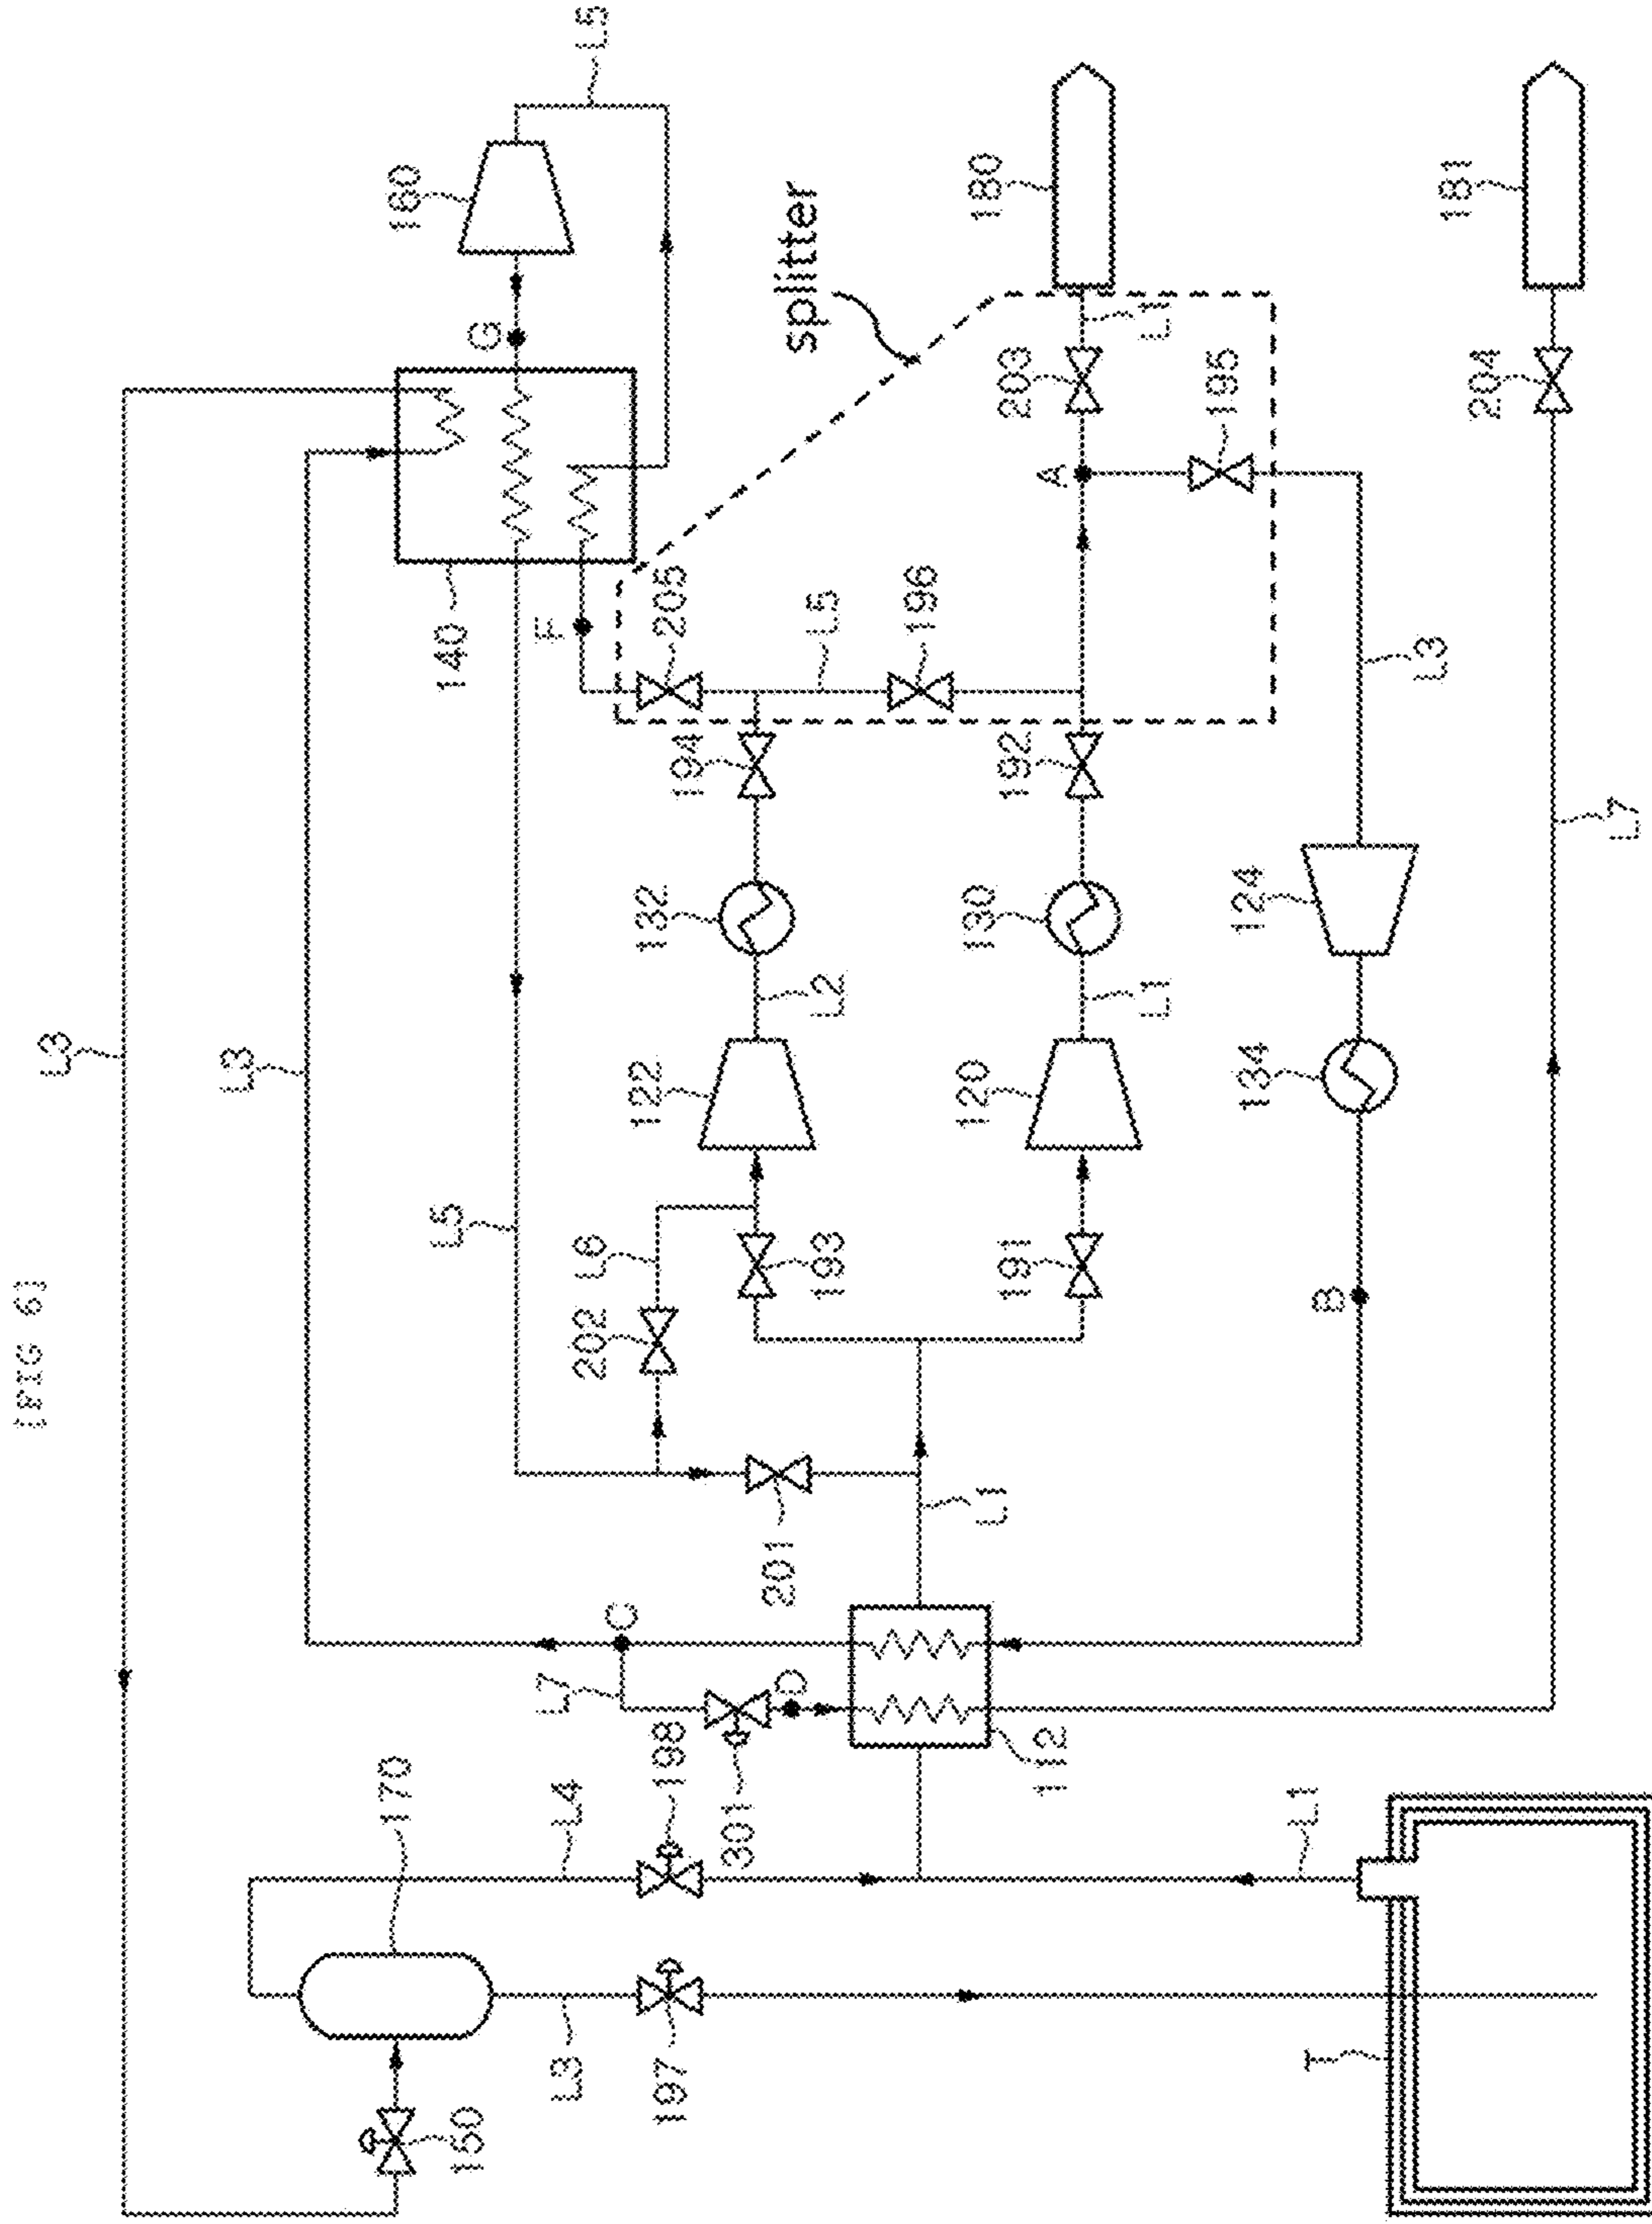 [FIG 6]
L3
L3
170
160
150
L5
140
G
L3
L4
L7
F
202
L6
L5
C
197
198
122
132
194
205
301
201
D
splitter
193
L2
L5
196
L1
191
120
130
192
203
180
112
A
L1
L1
134
124
195
T
L1
B
L3
204
181
L7